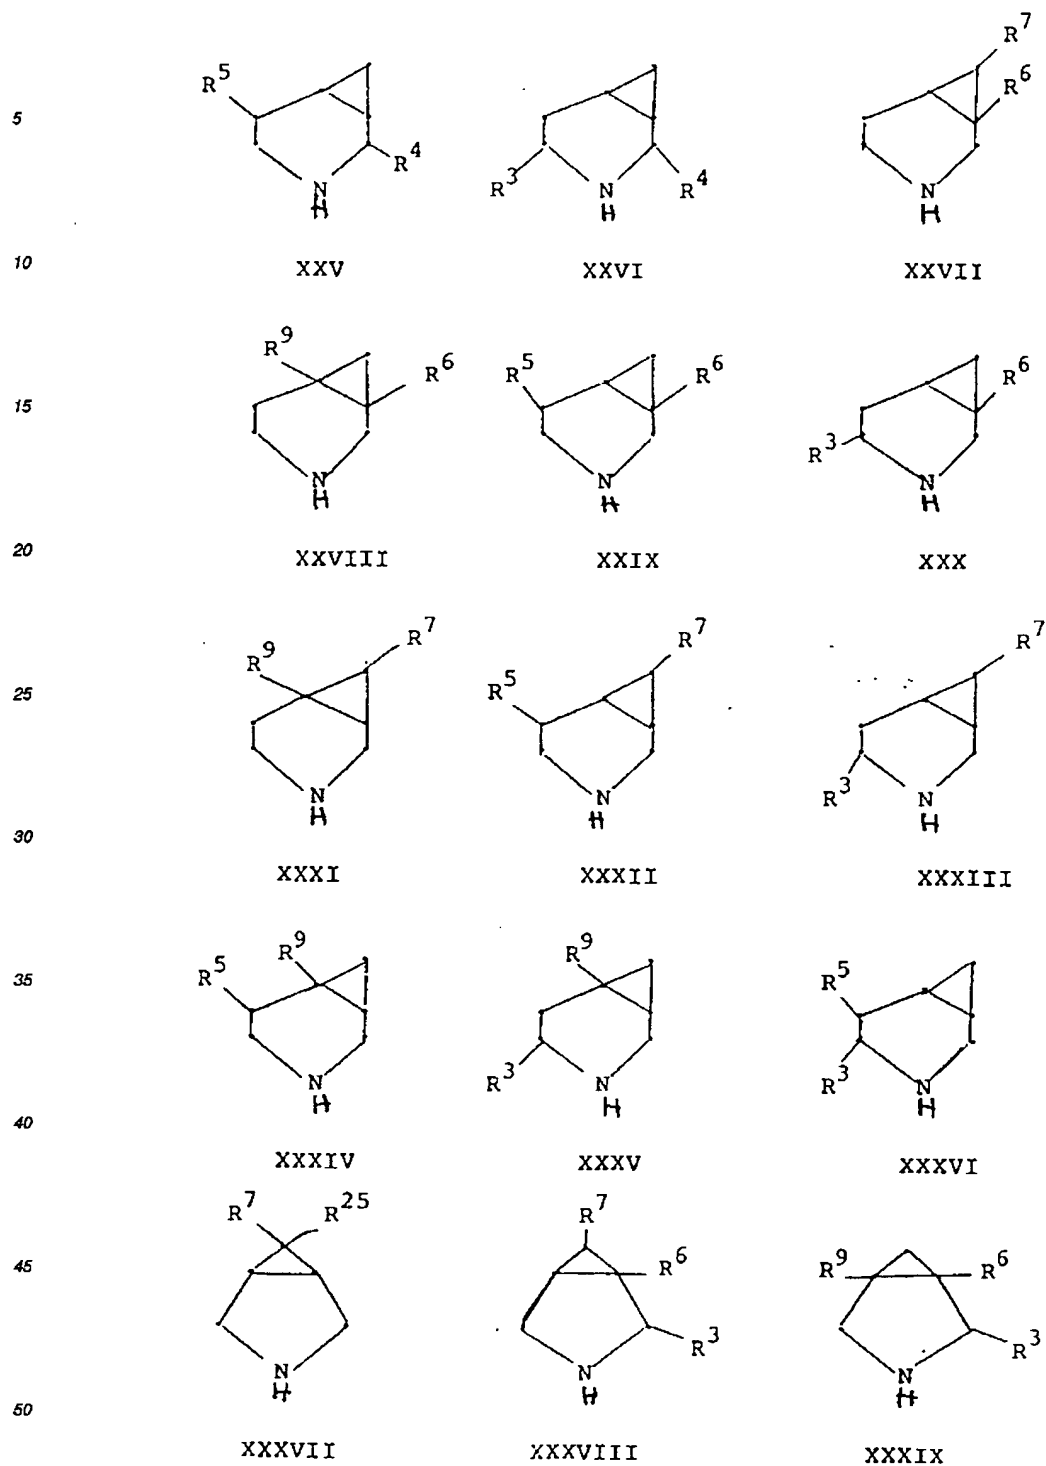 R7
R5 R6
5
R4 R3 R4
N N N
H H H
10
XXV XXVI XXVII
R9 R6 R5 R6 R6
15
R3
N N N
H H H
20
XXVIII XXIX XXX
R7 R7 R7
R9
25
R5
R3
N N N
H H H
30
XXXI XXXII XXXIII
R9 R9
35
R5 R5
R3 R3
N N N
H H H
40
XXXIV XXXV XXXVI
R7 R25 R7
45
R6 R9 R6
R3 R3
N N N
H H H
50
XXXVII XXXVIII XXXIX